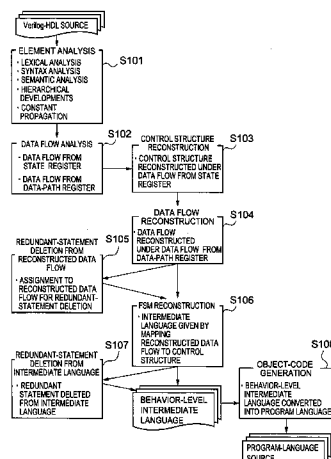 Verilog-HDL SOURCE
ELEMENT ANALYSIS
· LEXICAL ANALYSIS
· SYNTAX ANALYSIS
· SEMANTIC ANALYSIS
· HIERARCHICAL
DEVELOPMENTS
· CONSTANT
PROPAGATION
S101
DATA FLOW ANALYSIS
· DATA FLOW FROM
STATE REGISTER
· DATA FLOW FROM
DATA-PATH REGISTER
S102
CONTROL STRUCTURE
RECONSTRUCTION
· CONTROL STRUCTURE
RECONSTRUCTED UNDER
DATA FLOW FROM STATE
REGISTER
S103
DATA FLOW
RECONSTRUCTION
· DATA FLOW
RECONSTRUCTED
UNDER DATA FLOW FROM
DATA-PATH REGISTER
S104
REDUNDANT-STATEMENT
DELETION FROM
RECONSTRUCTED DATA
FLOW
· ASSIGNMENT TO
RECONSTRUCTED DATA
FLOW FOR REDUNDANT-
STATEMENT DELETION
S105
FSM RECONSTRUCTION
· INTERMEDIATE
LANGUAGE GIVEN BY
MAPPING
RECONSTRUCTED DATA
FLOW TO CONTROL
STRUCTURE
S106
REDUNDANT-STATEMENT
DELETION FROM
INTERMEDIATE LANGUAGE
· REDUNDANT
STATEMENT DELETED
FROM INTERMEDIATE
LANGUAGE
S107
BEHAVIOR-LEVEL
INTERMEDIATE
LANGUAGE
OBJECT-CODE
GENERATION
· BEHAVIOR-LEVEL
INTERMEDIATE
LANGUAGE CONVERTED
INTO PROGRAM LANGUAGE
PROGRAM-LANGUAGE
SOURCE